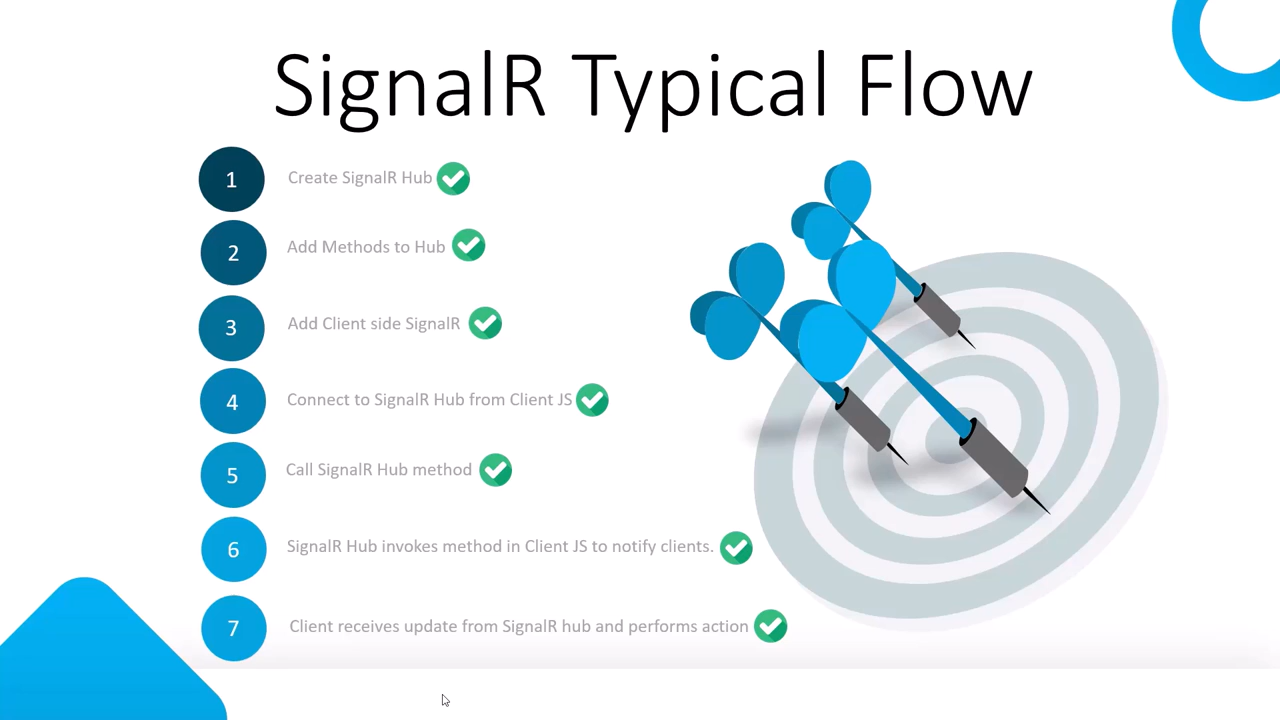 SignalR Typical Flow
1 Create SignalR Hub
2 Add Methods to Hub
3 Add Client side SignalR
4 Connect to SignalR Hub from Client JS
5 Call SignalR Hub method
6 SignalR Hub invokes method in Client JS to notify clients.
7 Client receives update from SignalR hub and performs action